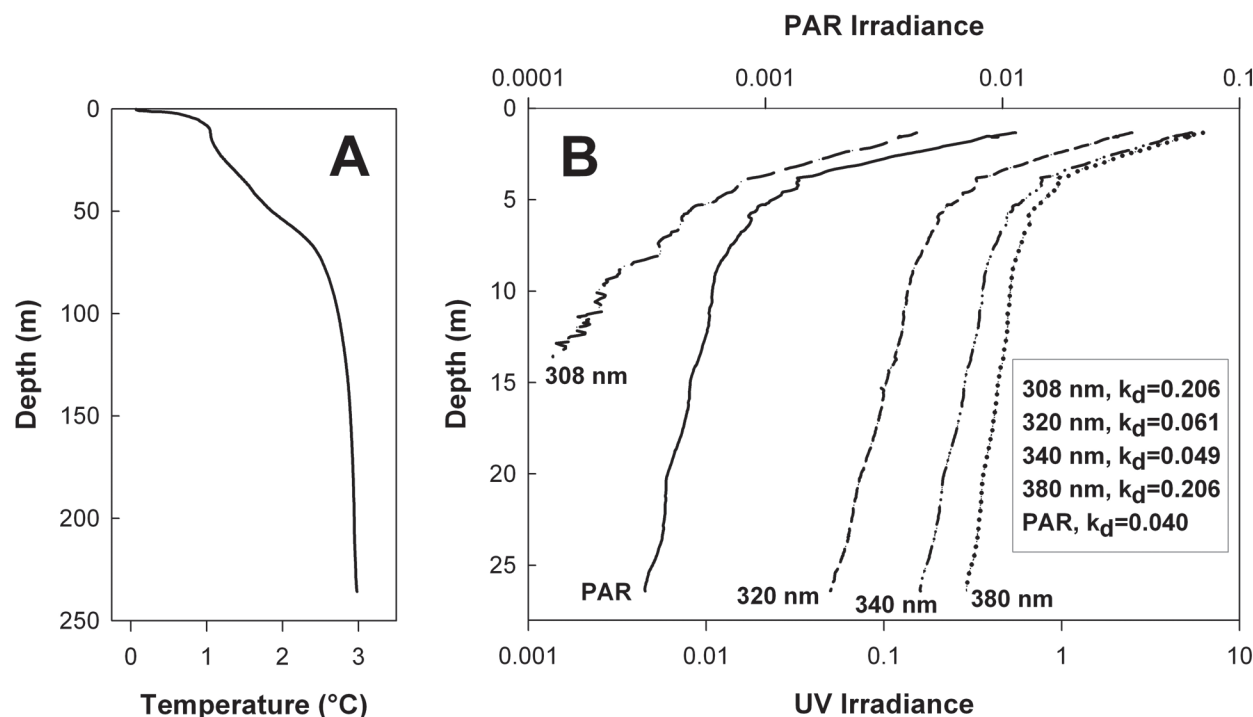 A
0
50
100
150
200
250
Depth (m)
0 1 2 3
Temperature (°C)
PAR Irradiance
0.0001 0.001 0.01 0.1
B
0
5
10
15
20
25
Depth (m)
308 nm
PAR
320 nm
340 nm
380 nm
308 nm, kd=0.206
320 nm, kd=0.061
340 nm, kd=0.049
380 nm, kd=0.206
PAR, kd=0.040
0.001 0.01 0.1 1 10
UV Irradiance